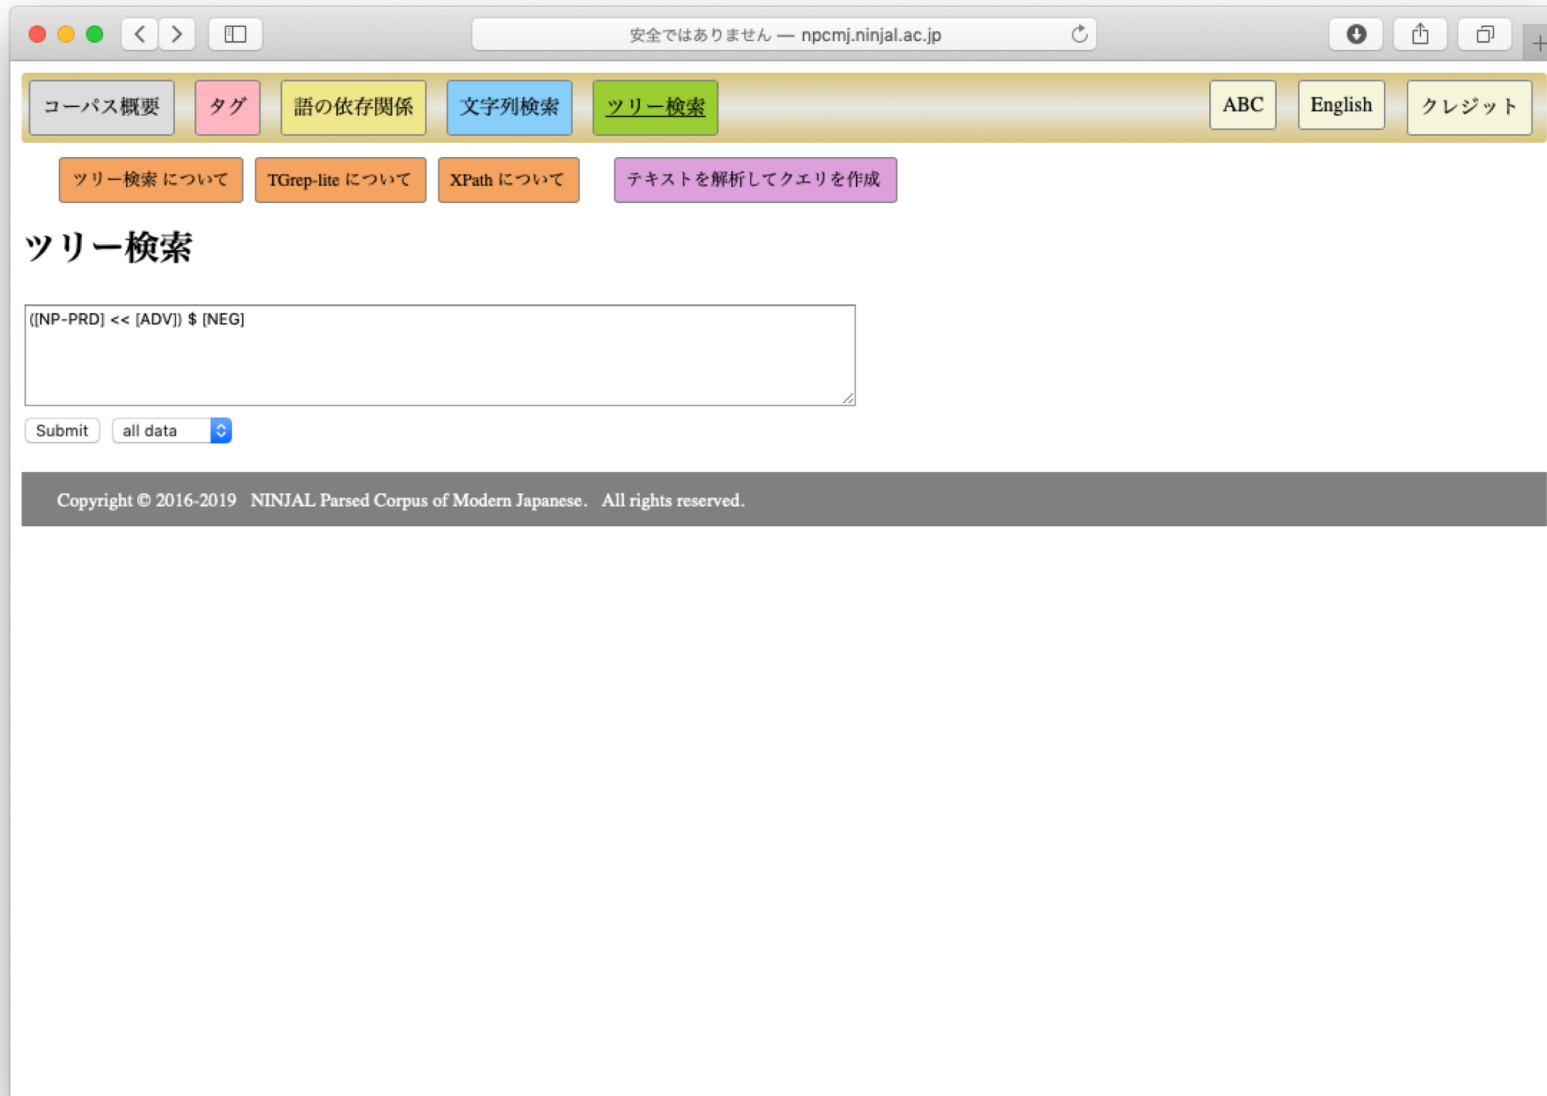 安全ではありません — npcmj.ninjal.ac.jp
コーパス概要 タグ 語の依存関係 文字列検索 ツリー検索 ABC English クレジット
ツリー検索 について TGrep-lite について XPath について テキストを解析してクエリを作成
ツリー検索
([NP-PRD] << [ADV]) $ [NEG]
Submit all data
Copyright © 2016-2019 NINJAL Parsed Corpus of Modern Japanese. All rights reserved.